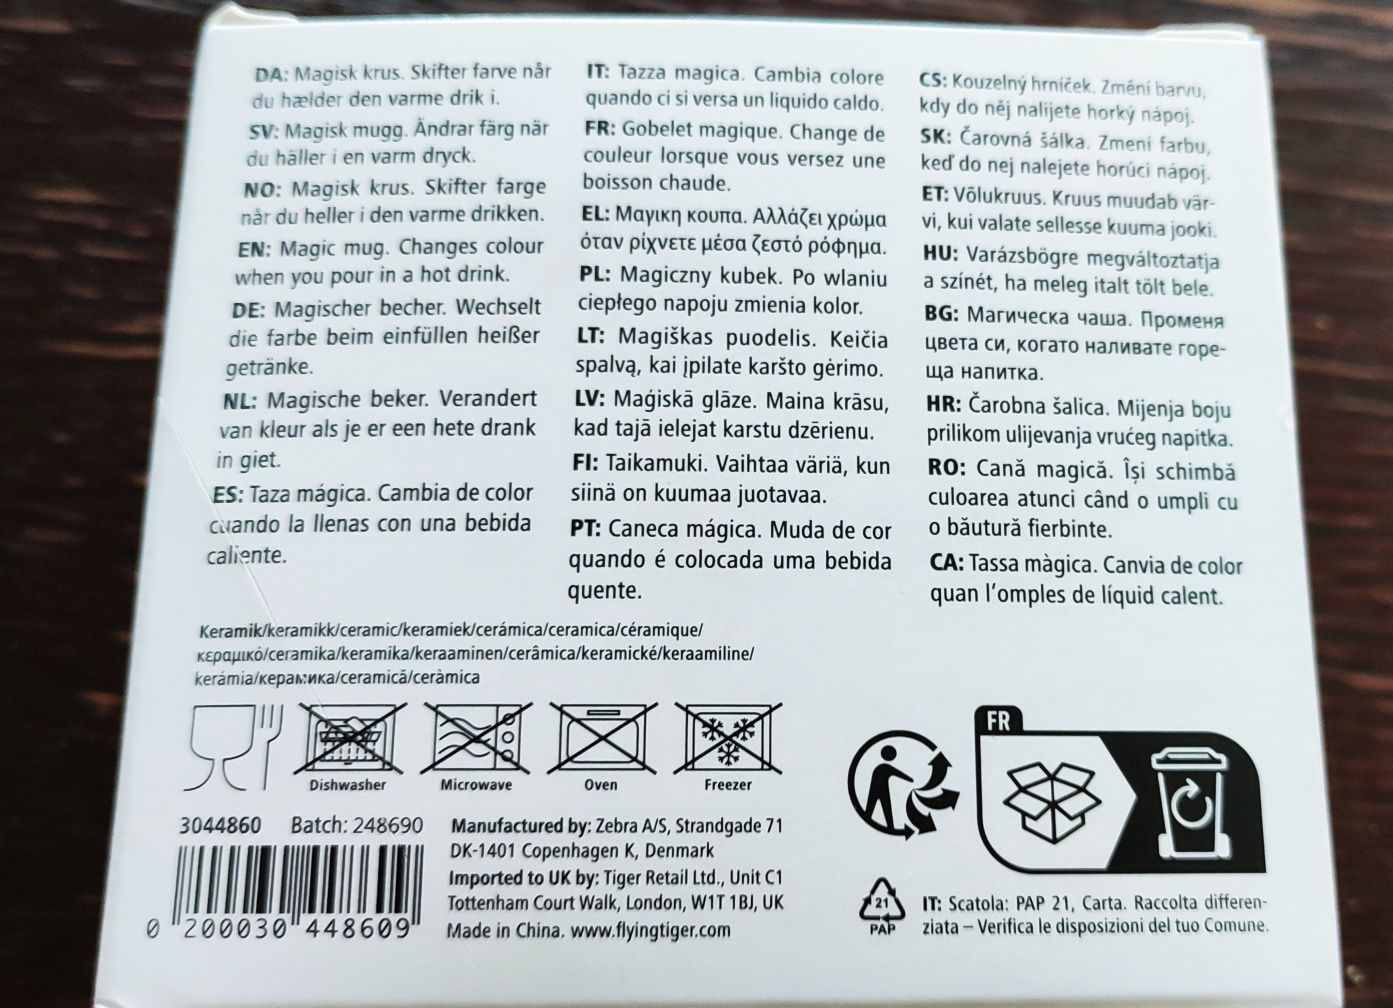 DA: Magisk krus. Skifter farve når
du hælder den varme drik i.
SV: Magisk mugg. Ändrar färg när
du häller i en varm dryck.
NO: Magisk krus. Skifter farge
når du heller i den varme drikken.
EN: Magic mug. Changes colour
when you pour in a hot drink.
DE: Magischer becher. Wechselt
die farbe beim einfüllen heißer
getränke.
NL: Magische beker. Verandert
van kleur als je er een hete drank
in giet.
ES: Taza mágica. Cambia de color
cuando la llenas con una bebida
caliente.
IT: Tazza magica. Cambia colore
quando ci si versa un liquido caldo.
FR: Gobelet magique. Change de
couleur lorsque vous versez une
boisson chaude.
EL: Μαγικη κουπα. Αλλάζει χρώμα
όταν ρίχνετε μέσα ζεστό ρόφημα.
PL: Magiczny kubek. Po wlaniu
ciepłego napoju zmienia kolor.
LT: Magiškas puodelis. Keičia
spalvą, kai įpilate karšto gėrimo.
LV: Maģiskā glāze. Maina krāsu,
kad tajā ielejat karstu dzērienu.
FI: Taikamuki. Vaihtaa väriä, kun
siinä on kuumaa juotavaa.
PT: Caneca mágica. Muda de cor
quando é colocada uma bebida
quente.
CS: Kouzelný hrníček. Změní barvu,
kdy do něj nalijete horký nápoj.
SK: Čarovná šálka. Zmení farbu,
keď do nej nalejete horúci nápoj.
ET: Võlukruus. Kruus muudab vär-
vi, kui valate sellesse kuuma jooki.
HU: Varázsbögre megváltoztatja
a színét, ha meleg italt tölt bele.
BG: Магическа чаша. Променя
цвета си, когато наливате горе-
ща напитка.
HR: Čarobna šalica. Mijenja boju
prilikom ulijevanja vrućeg napitka.
RO: Cană magică. Își schimbă
culoarea atunci când o umpli cu
o băutură fierbinte.
CA: Tassa màgica. Canvia de color
quan l'omples de líquid calent.
Keramik/keramikk/ceramic/keramiek/cerámica/ceramica/céramique/
κεραμικό/ceramika/keramika/keraaminen/cerâmica/keramické/keraamiline/
kerámia/керамика/ceramică/ceràmica
Dishwasher Microwave Oven Freezer
FR
3044860 Batch: 248690
0 200030 448609
Manufactured by: Zebra A/S, Strandgade 71
DK-1401 Copenhagen K, Denmark
Imported to UK by: Tiger Retail Ltd., Unit C1
Tottenham Court Walk, London, W1T 1BJ, UK
Made in China. www.flyingtiger.com
21
PAP
IT: Scatola: PAP 21, Carta. Raccolta differen-
ziata – Verifica le disposizioni del tuo Comune.